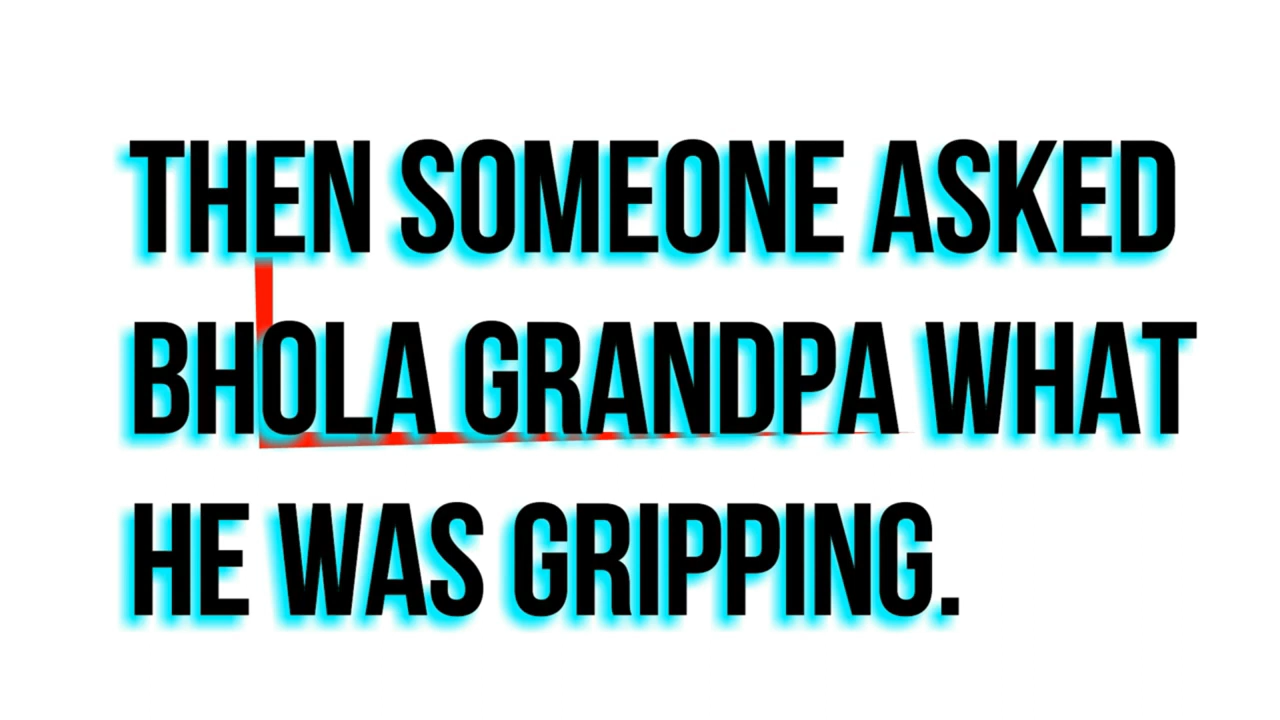 THEN SOMEONE ASKED
BHOLA GRANDPA WHAT
HE WAS GRIPPING.